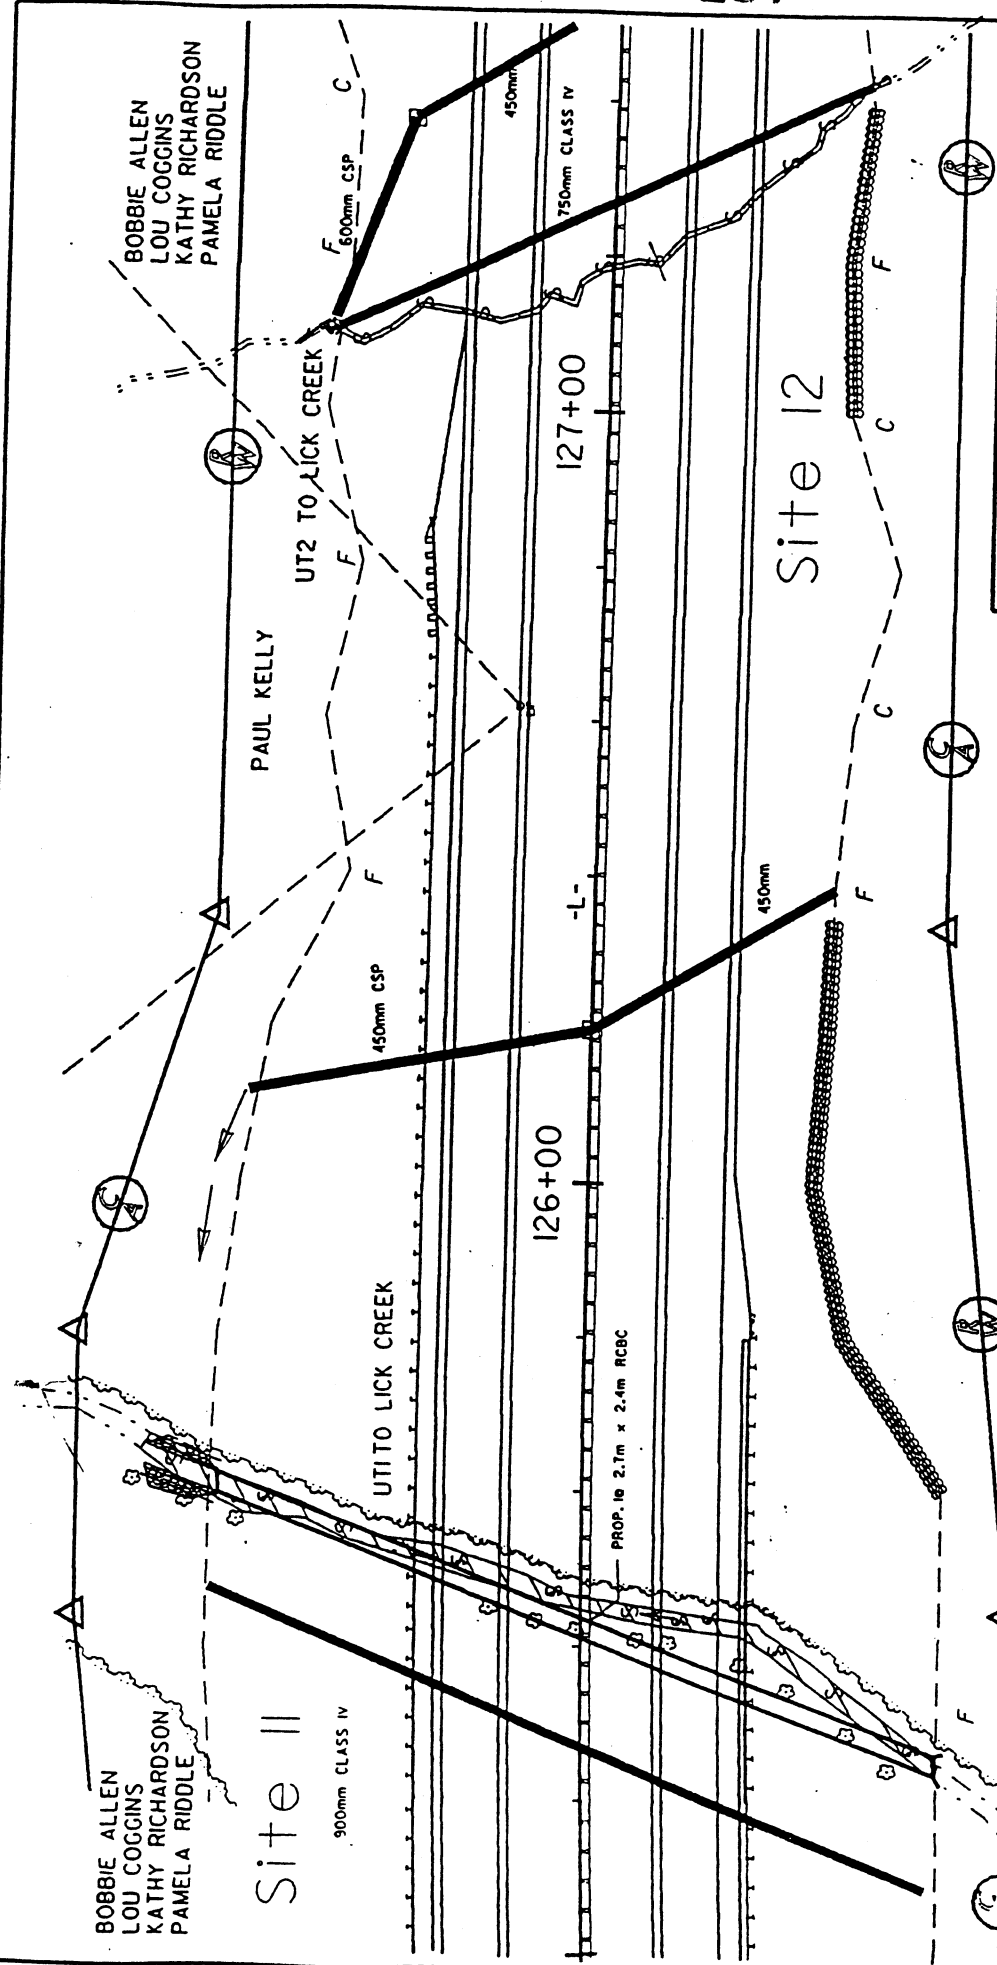 BOBBIE ALLEN
LOU COGGINS
KATHY RICHARDSON
PAMELA RIDDLE
Site 11
900mm CLASS IV
UT1 TO LICK CREEK
PROP. 1@ 2.7m x 2.4m RCBC
F
C
A
126+00
450mm CSP
-L-
450mm
F
F
C
A
R
W
PAUL KELLY
UT2 TO LICK CREEK
F
C
R
W
127+00
Site 12
C
BOBBIE ALLEN
LOU COGGINS
KATHY RICHARDSON
PAMELA RIDDLE
F
600mm CSP
C
450mm
750mm CLASS IV
F
R
W
C